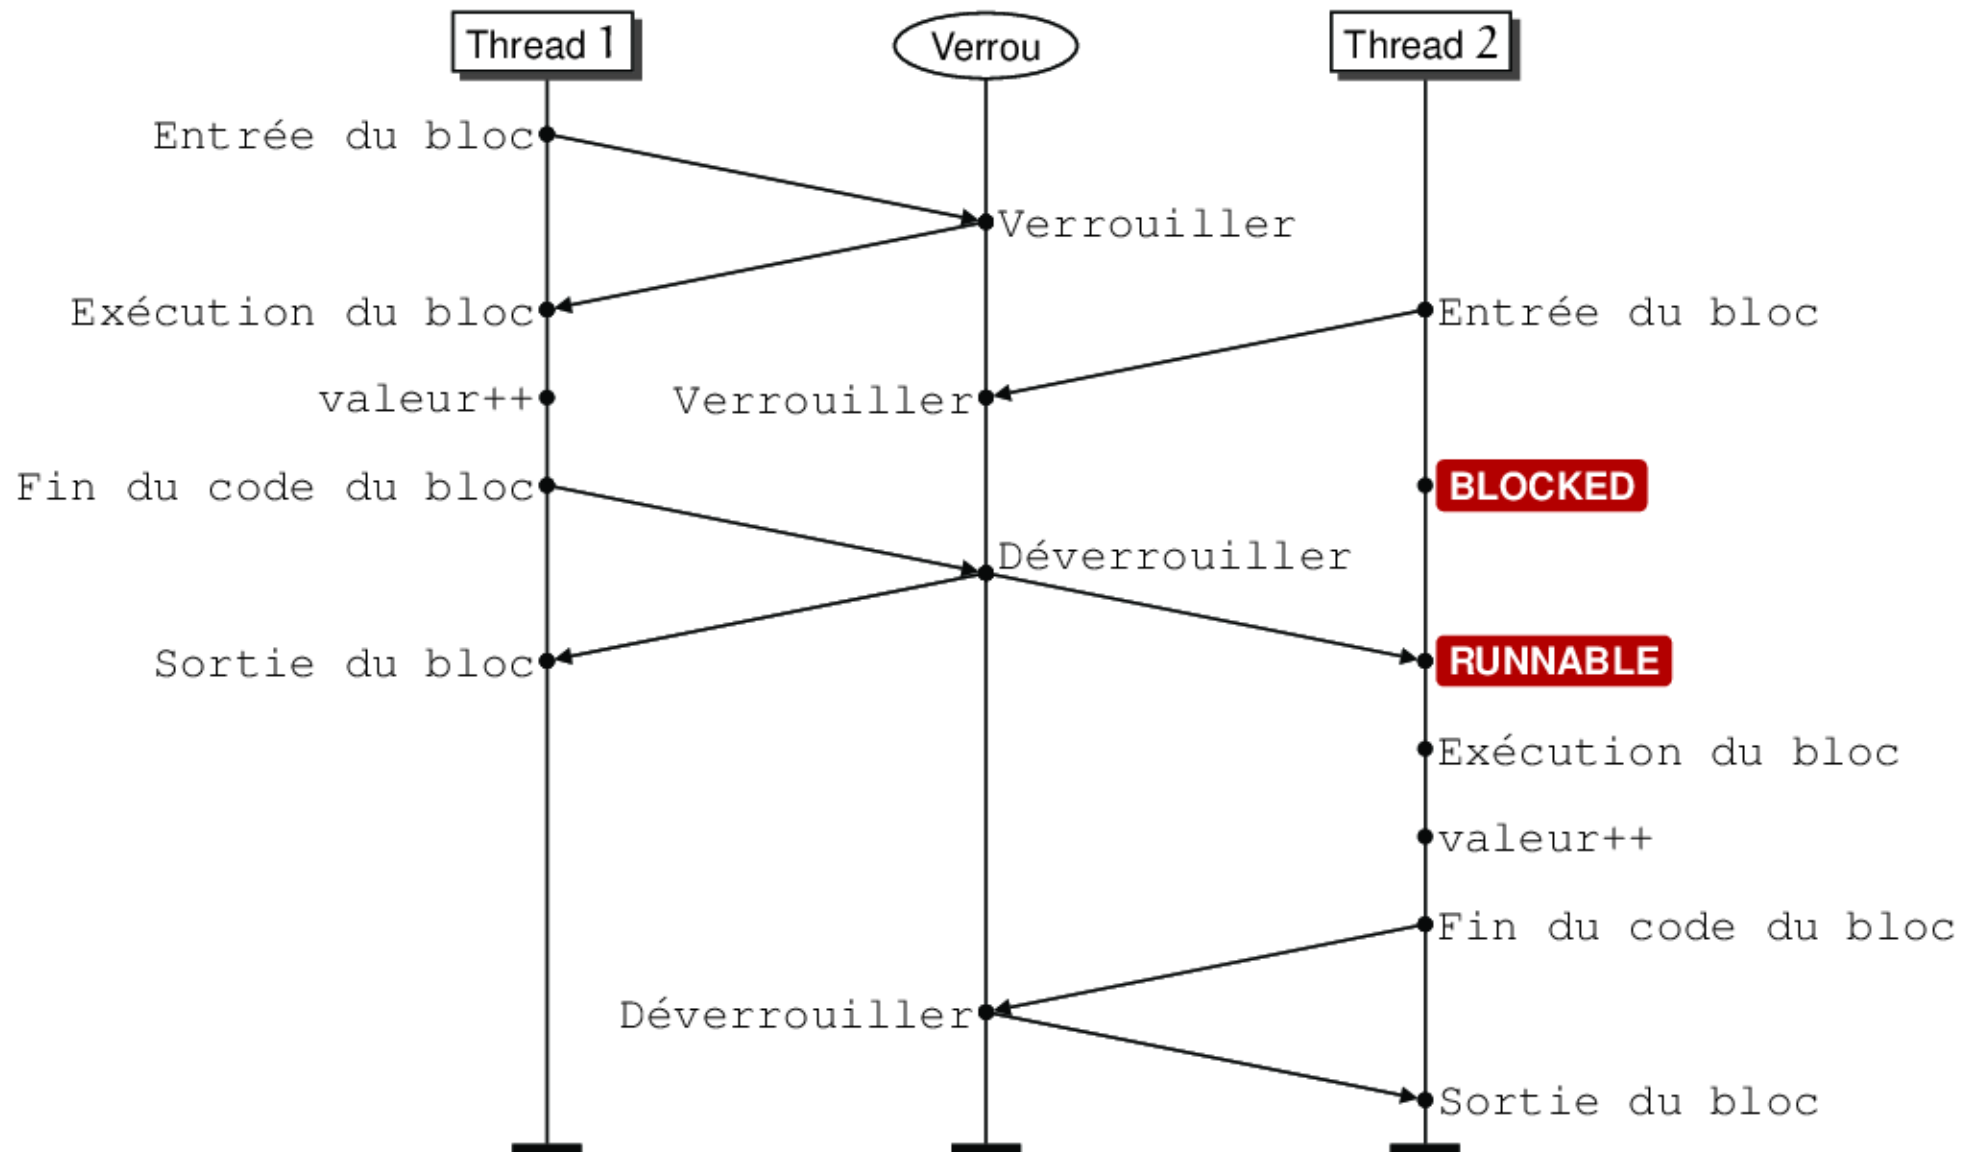 Thread 1
Verrou
Thread 2
Entrée du bloc
Verrouiller
Exécution du bloc
Entrée du bloc
valeur++
Verrouiller
Fin du code du bloc
BLOCKED
Déverrouiller
Sortie du bloc
RUNNABLE
Exécution du bloc
valeur++
Fin du code du bloc
Déverrouiller
Sortie du bloc